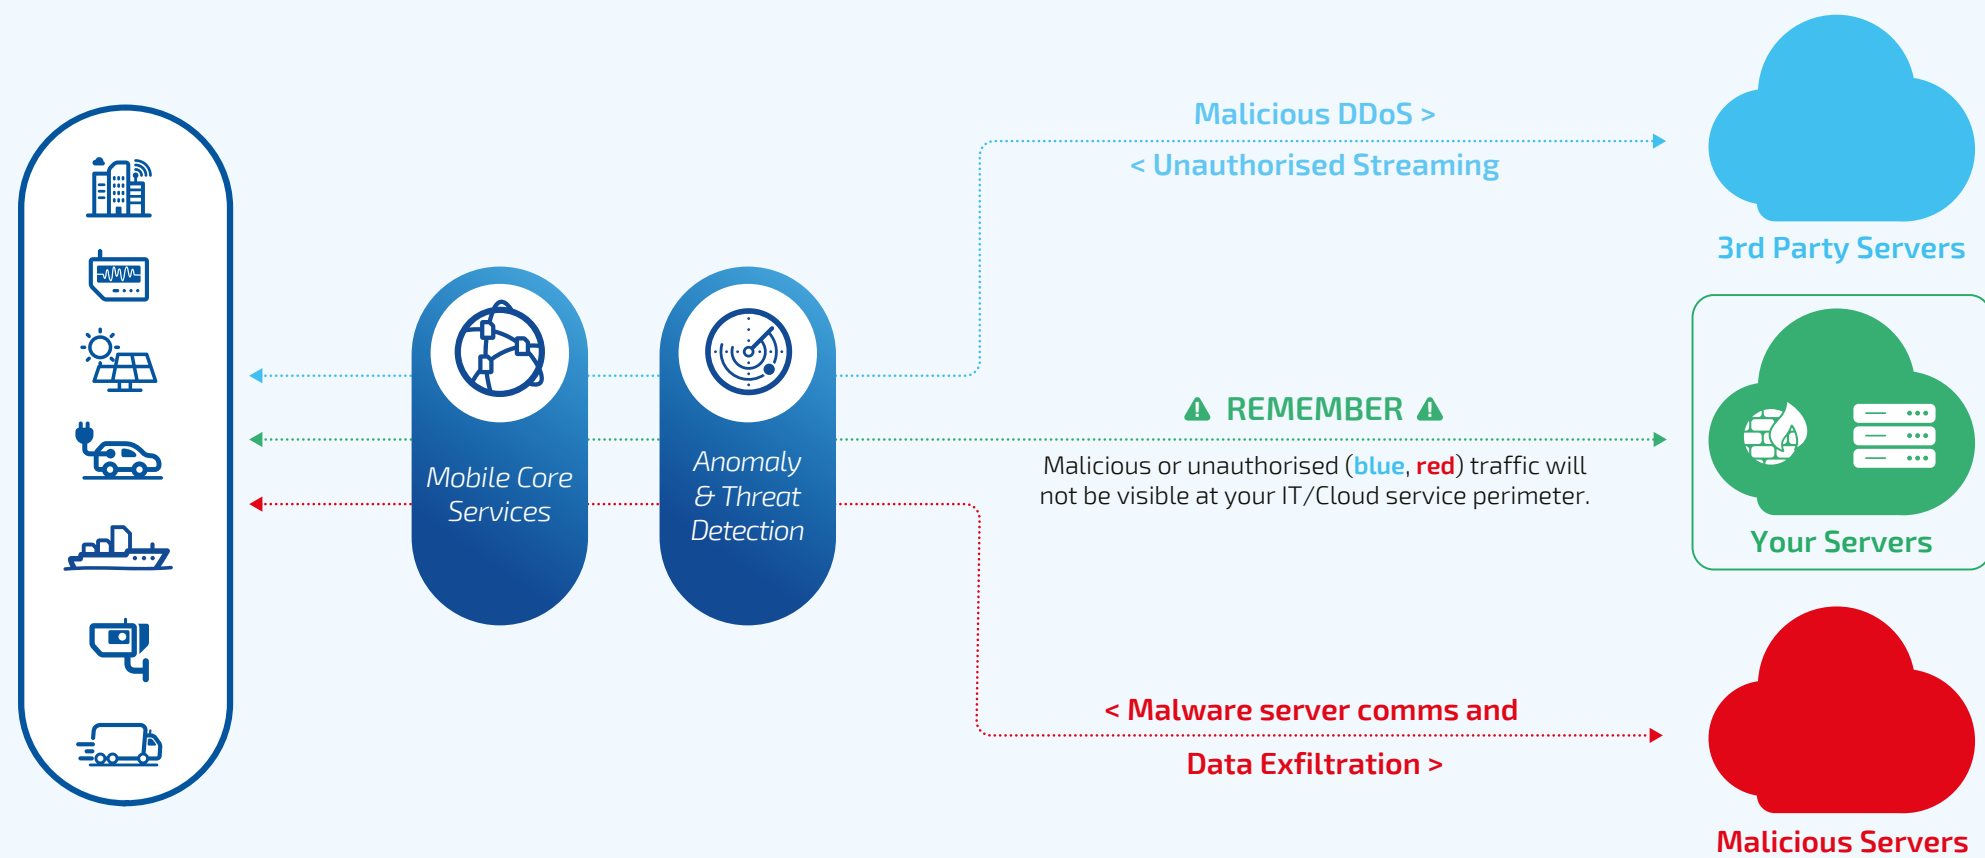 Malicious DDoS >
< Unauthorised Streaming
3rd Party Servers
Mobile Core
Services
Anomaly
& Threat
Detection
REMEMBER
Malicious or unauthorised (blue, red) traffic will
not be visible at your IT/Cloud service perimeter.
Your Servers
< Malware server comms and
Data Exfiltration >
Malicious Servers